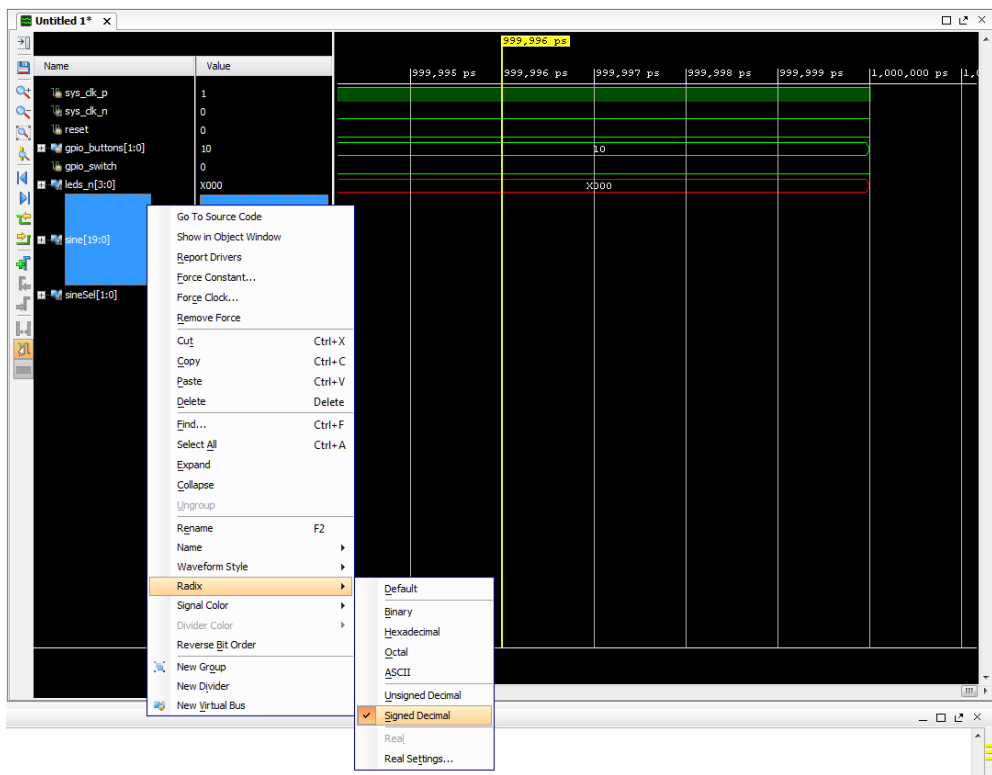 Untitled 1* ×
999,996 ps
Name Value
999,995 ps 999,996 ps 999,997 ps 999,998 ps 999,999 ps 1,000,000 ps 1,0
sys_clk_p 1
sys_clk_n 0
reset 0
gpio_buttons[1:0] 10 10
gpio_switch 0
leds_n[3:0] X000 X000
sine[19:0]
sineSel[1:0]
Go To Source Code
Show in Object Window
Report Drivers
Force Constant...
Force Clock...
Remove Force
Cut Ctrl+X
Copy Ctrl+C
Paste Ctrl+V
Delete Delete
Find... Ctrl+F
Select All Ctrl+A
Expand
Collapse
Ungroup
Rename F2
Name
Waveform Style
Radix
Signal Color
Divider Color
Reverse Bit Order
New Group
New Divider
New Virtual Bus
Default
Binary
Hexadecimal
Octal
ASCII
Unsigned Decimal
Signed Decimal
Real
Real Settings...